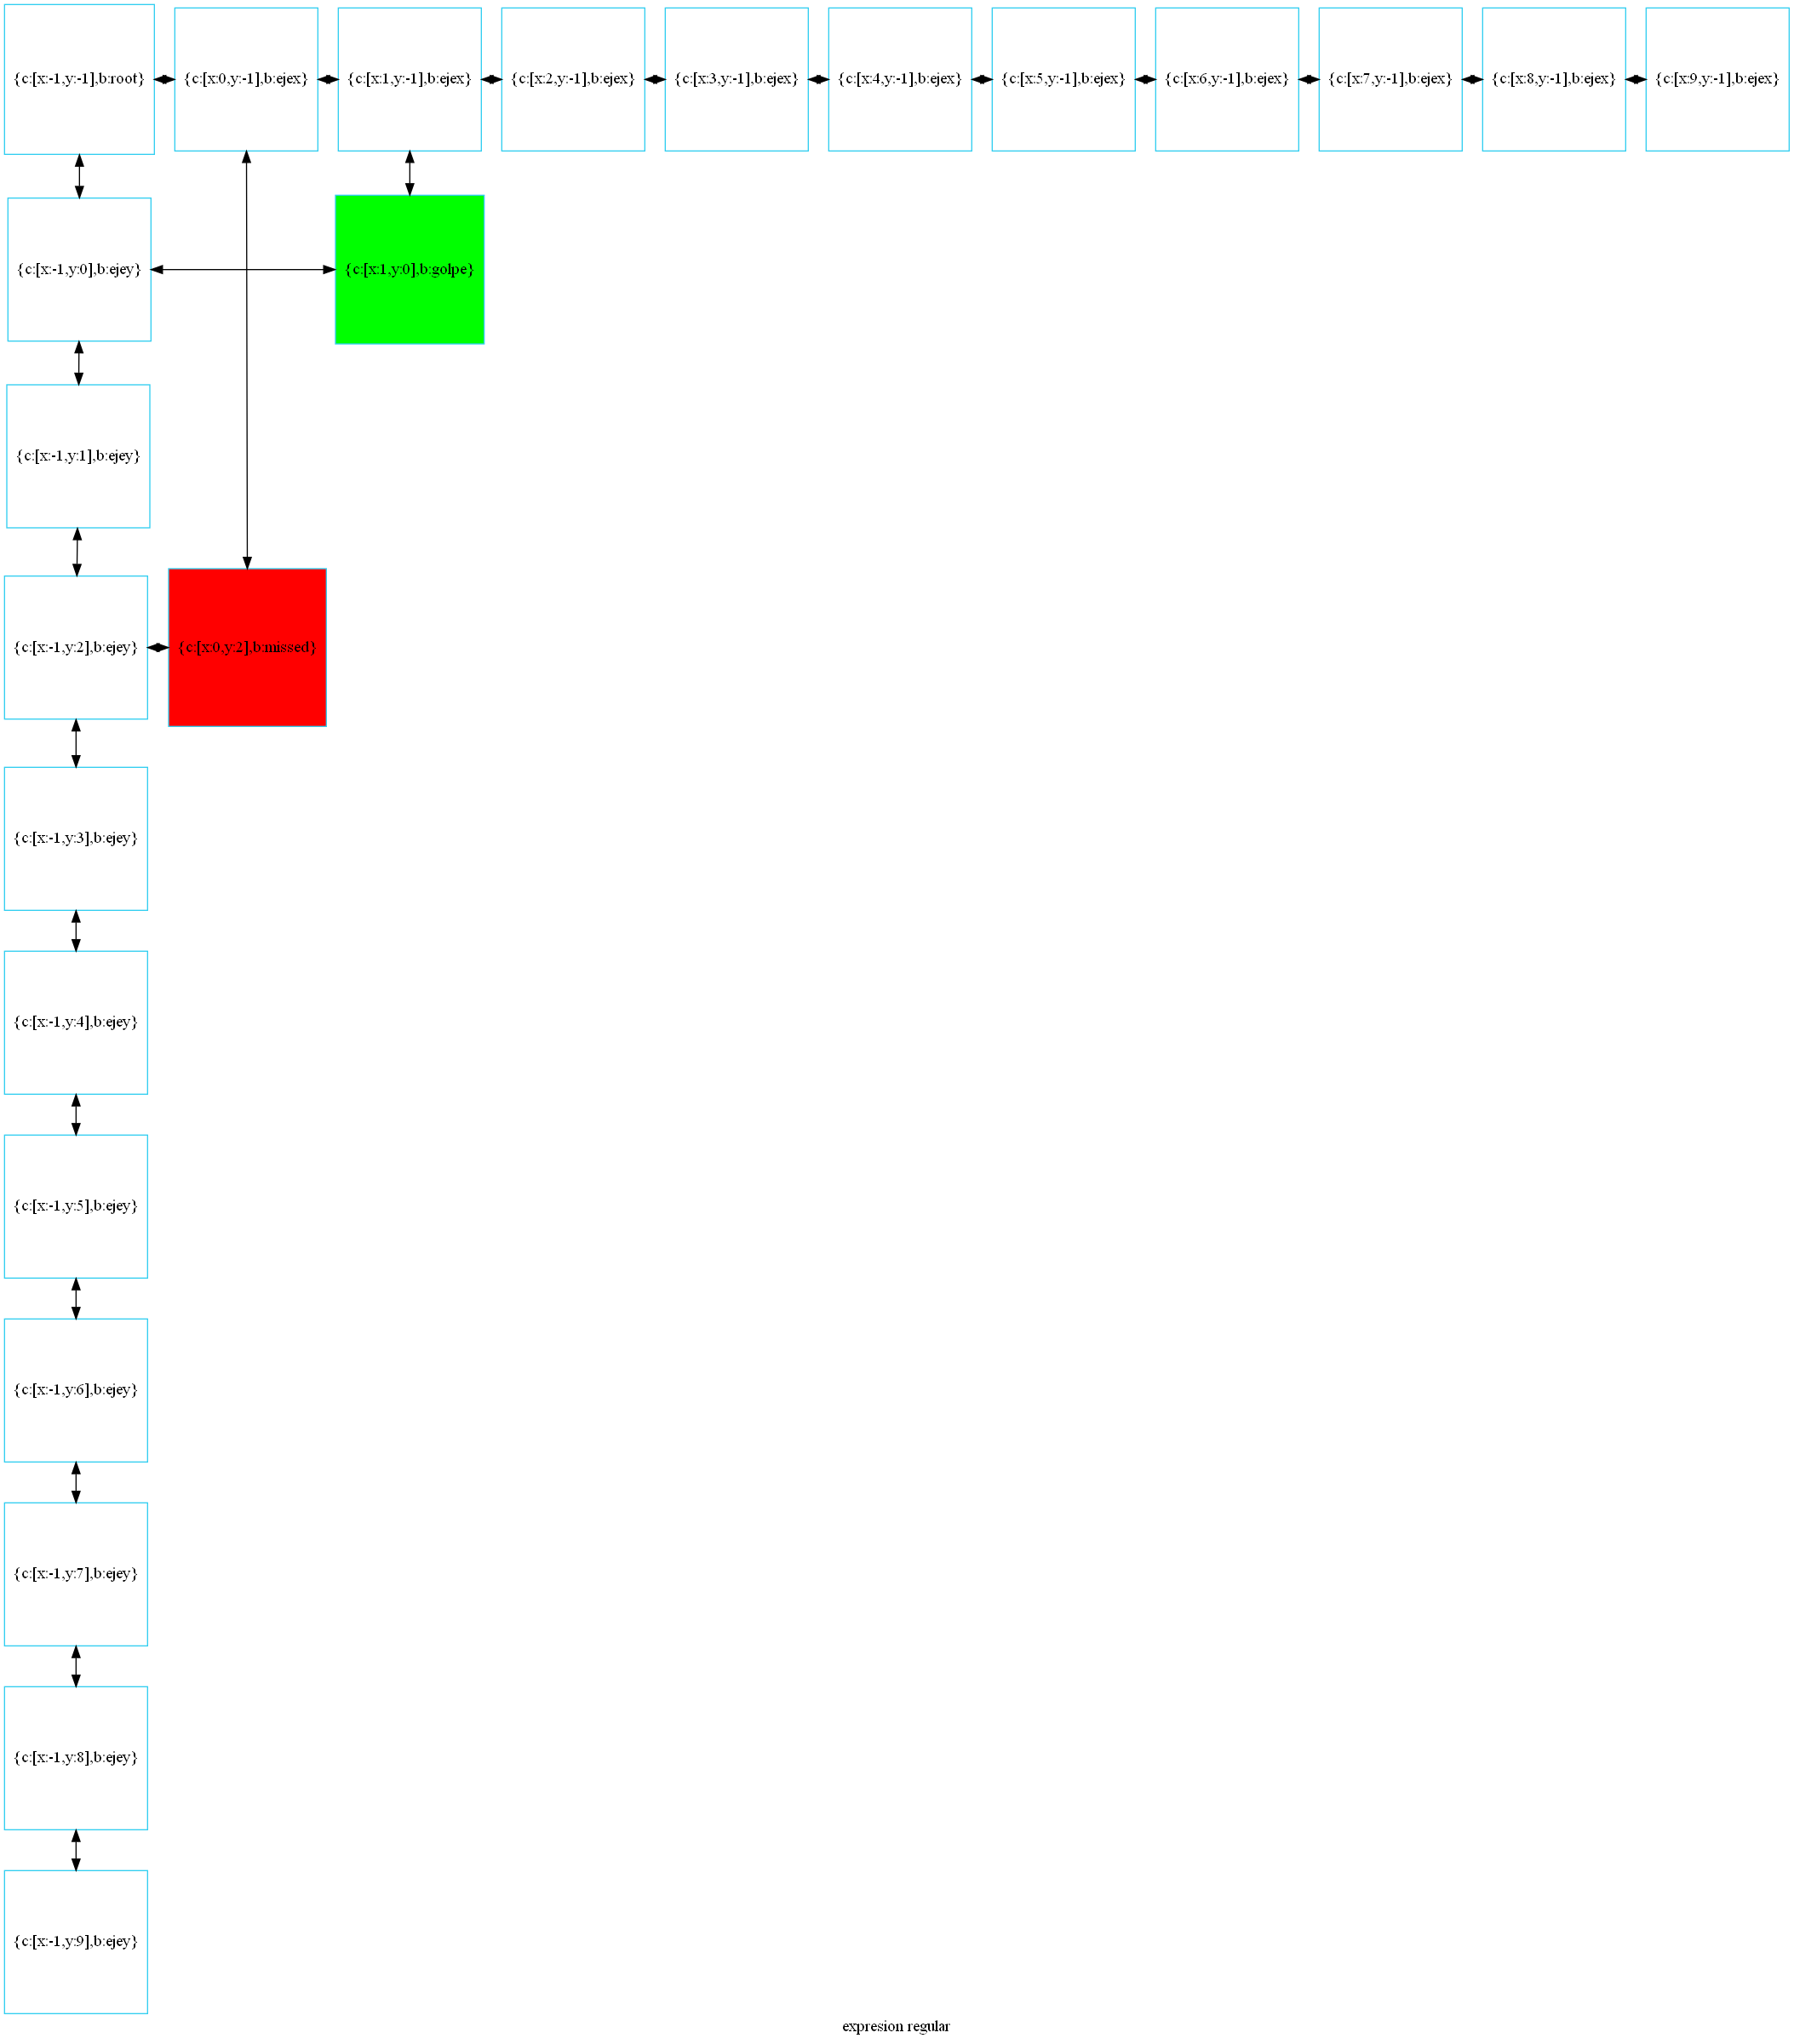 {c:[x:-1,y:-1],b:root}
{c:[x:0,y:-1],b:ejex}
{c:[x:1,y:-1],b:ejex}
{c:[x:2,y:-1],b:ejex}
{c:[x:3,y:-1],b:ejex}
{c:[x:4,y:-1],b:ejex}
{c:[x:5,y:-1],b:ejex}
{c:[x:6,y:-1],b:ejex}
{c:[x:7,y:-1],b:ejex}
{c:[x:8,y:-1],b:ejex}
{c:[x:9,y:-1],b:ejex}
{c:[x:-1,y:0],b:ejey}
{c:[x:1,y:0],b:golpe}
{c:[x:-1,y:1],b:ejey}
{c:[x:-1,y:2],b:ejey}
{c:[x:0,y:2],b:missed}
{c:[x:-1,y:3],b:ejey}
{c:[x:-1,y:4],b:ejey}
{c:[x:-1,y:5],b:ejey}
{c:[x:-1,y:6],b:ejey}
{c:[x:-1,y:7],b:ejey}
{c:[x:-1,y:8],b:ejey}
{c:[x:-1,y:9],b:ejey}
expresion regular